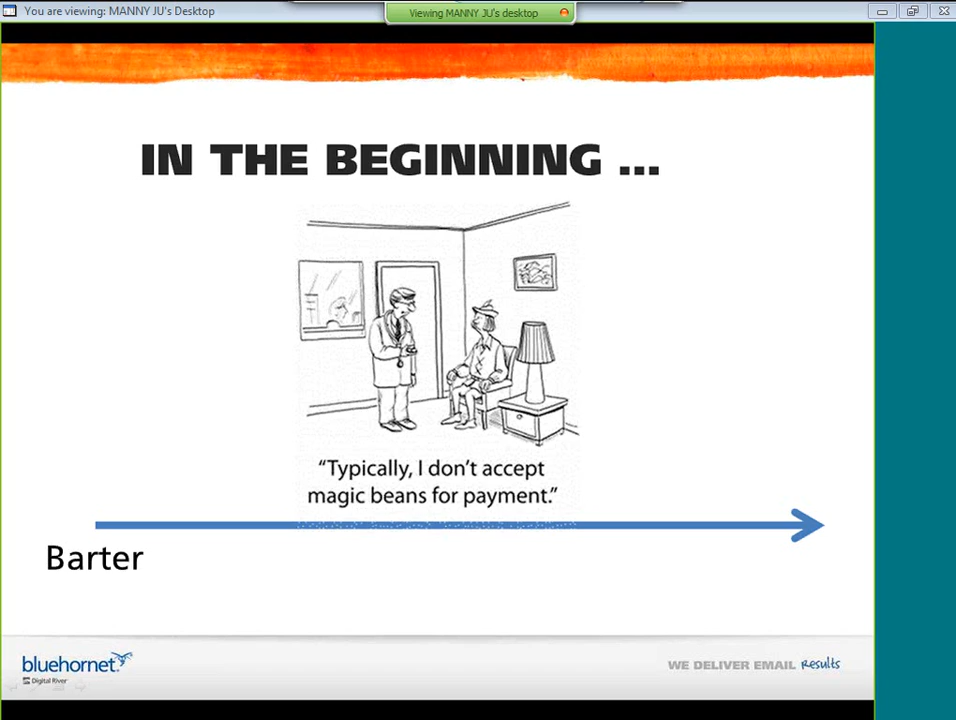 You are viewing: MANNY JU's Desktop
Viewing MANNY JU's desktop
IN THE BEGINNING ...
“Typically, I don’t accept
magic beans for payment.”
Barter
bluehornet
Digital River
WE DELIVER EMAIL Results